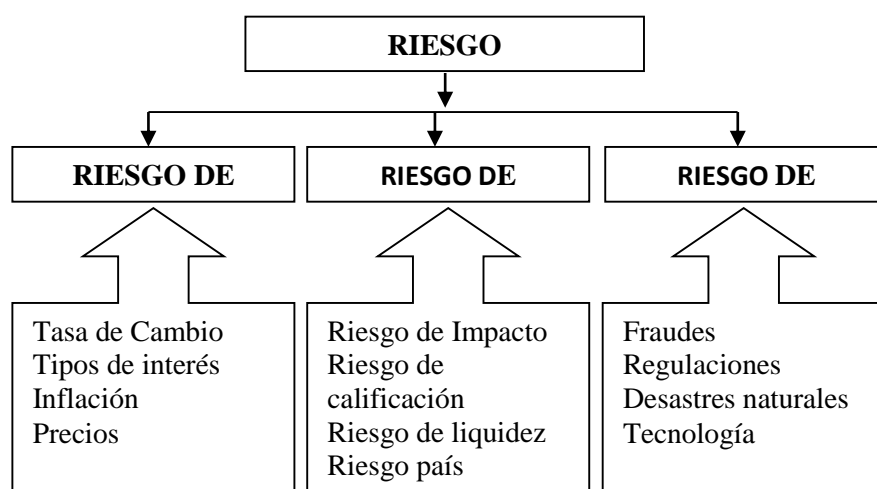 RIESGO
RIESGO DE
RIESGO DE
RIESGO DE
Tasa de Cambio
Tipos de interés
Inflación
Precios
Riesgo de Impacto
Riesgo de
calificación
Riesgo de liquidez
Riesgo país
Fraudes
Regulaciones
Desastres naturales
Tecnología